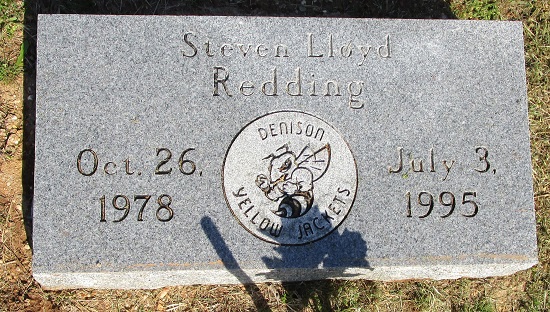 Steven Lloyd
Redding
Oct. 26,
1978
DENISON
YELLOW JACKETS
July 3,
1995